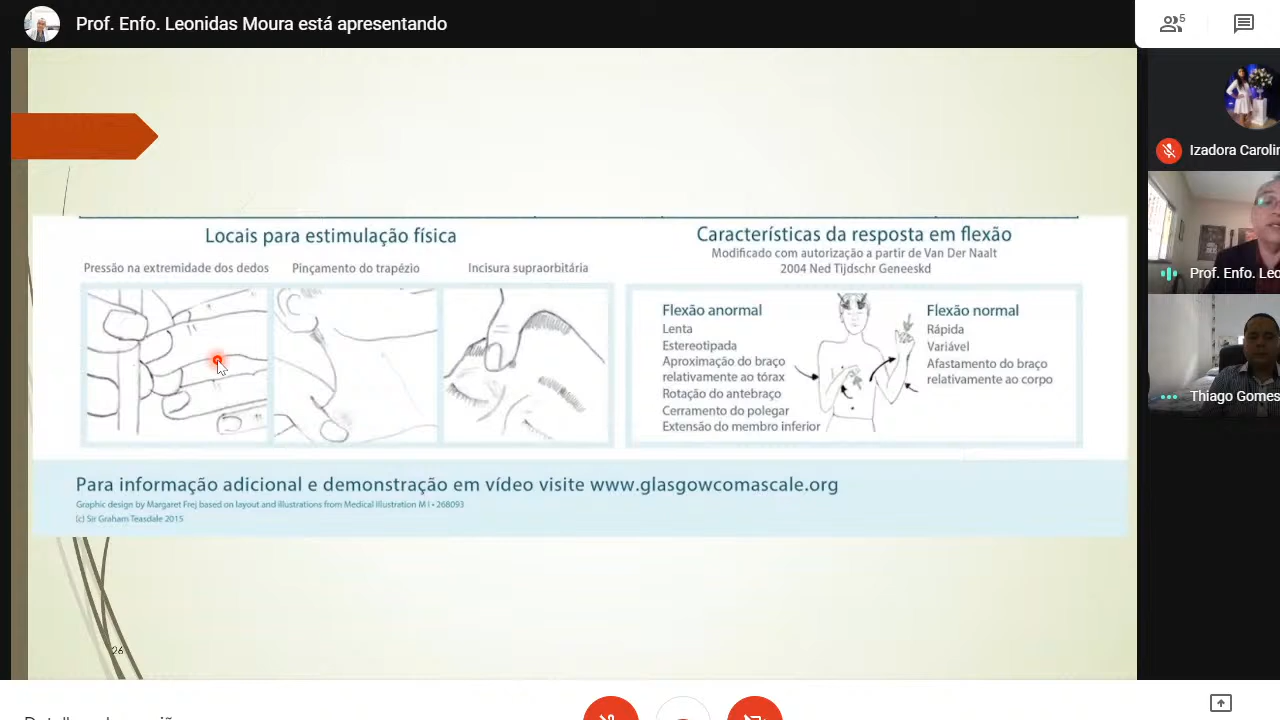 Prof. Enfo. Leonidas Moura está apresentando
5
Izadora Carolin
Prof. Enfo. Leo
Thiago Gomes
Locais para estimulação física
Pressão na extremidade dos dedos
Pinçamento do trapézio
Incisura supraorbitária
Características da resposta em flexão
Modificado com autorização a partir de Van Der Naalt
2004 Ned Tijdschr Geneeskd
Flexão anormal
Lenta
Estereotipada
Aproximação do braço
relativamente ao tórax
Rotação do antebraço
Cerramento do polegar
Extensão do membro inferior
Flexão normal
Rápida
Variável
Afastamento do braço
relativamente ao corpo
Para informação adicional e demonstração em vídeo visite www.glasgowcomascale.org
Graphic design by Margaret Frej based on layout and illustrations from Medical Illustration M I • 268093
(c) Sir Graham Teasdale 2015
26